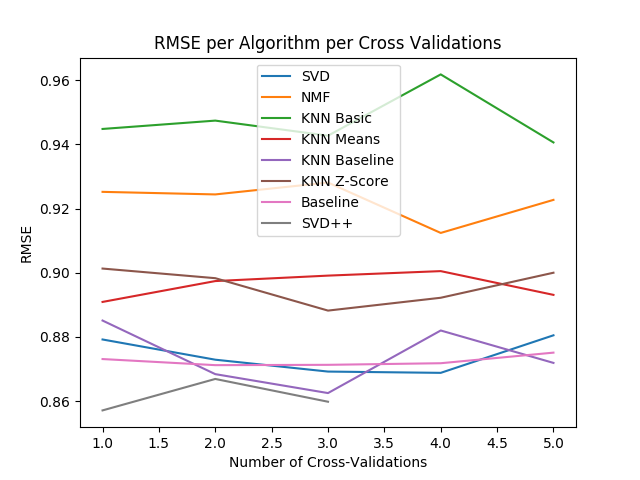 RMSE per Algorithm per Cross Validations
SVD
NMF
KNN Basic
KNN Means
KNN Baseline
KNN Z-Score
Baseline
SVD++
RMSE
0.96
0.94
0.92
0.90
0.88
0.86
1.0 1.5 2.0 2.5 3.0 3.5 4.0 4.5 5.0
Number of Cross-Validations